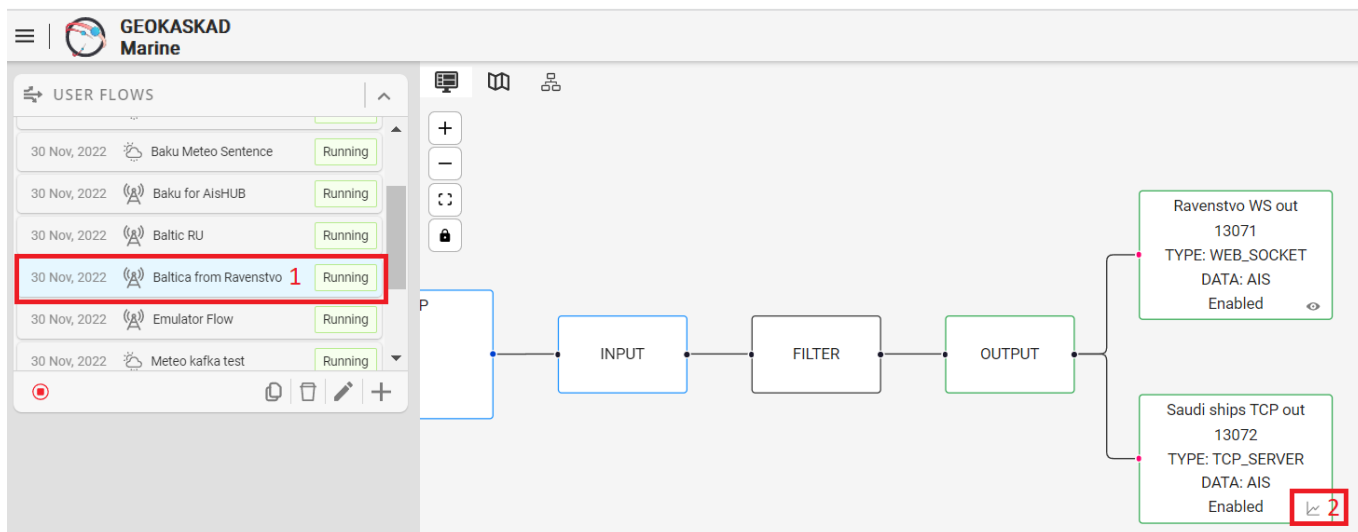 GEOKASKAD
Marine
USER FLOWS
30 Nov, 2022 Baku Meteo Sentence Running
30 Nov, 2022 Baku for AisHUB Running
30 Nov, 2022 Baltic RU Running
30 Nov, 2022 Baltica from Ravenstvo 1 Running
30 Nov, 2022 Emulator Flow Running
30 Nov, 2022 Meteo kafka test Running
P
INPUT
FILTER
OUTPUT
Ravenstvo WS out
13071
TYPE: WEB_SOCKET
DATA: AIS
Enabled
Saudi ships TCP out
13072
TYPE: TCP_SERVER
DATA: AIS
Enabled
2